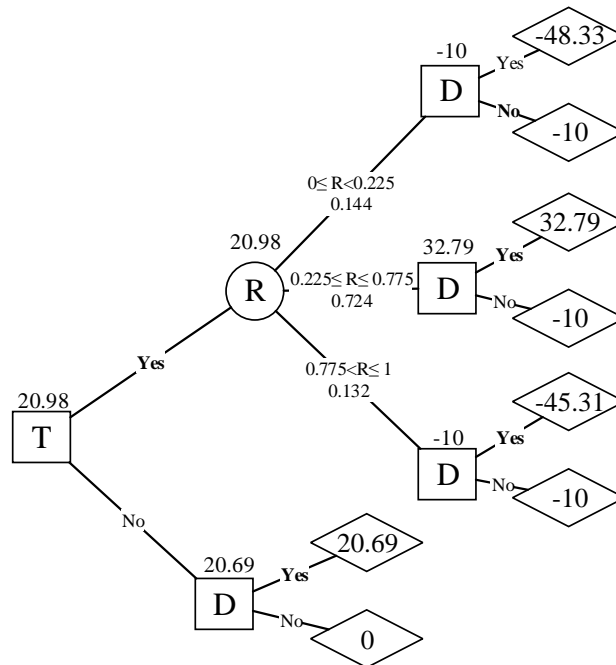 -48.33
-10
Yes
D
No
-10
0≤ R<0.225
0.144
32.79
20.98
32.79
Yes
0.225≤ R≤ 0.775
R
D
0.724
No
-10
0.775<R≤ 1
0.132
Yes
-45.31
20.98
-10
Yes
T
D
No
-10
No
20.69
20.69
Yes
D
No
0